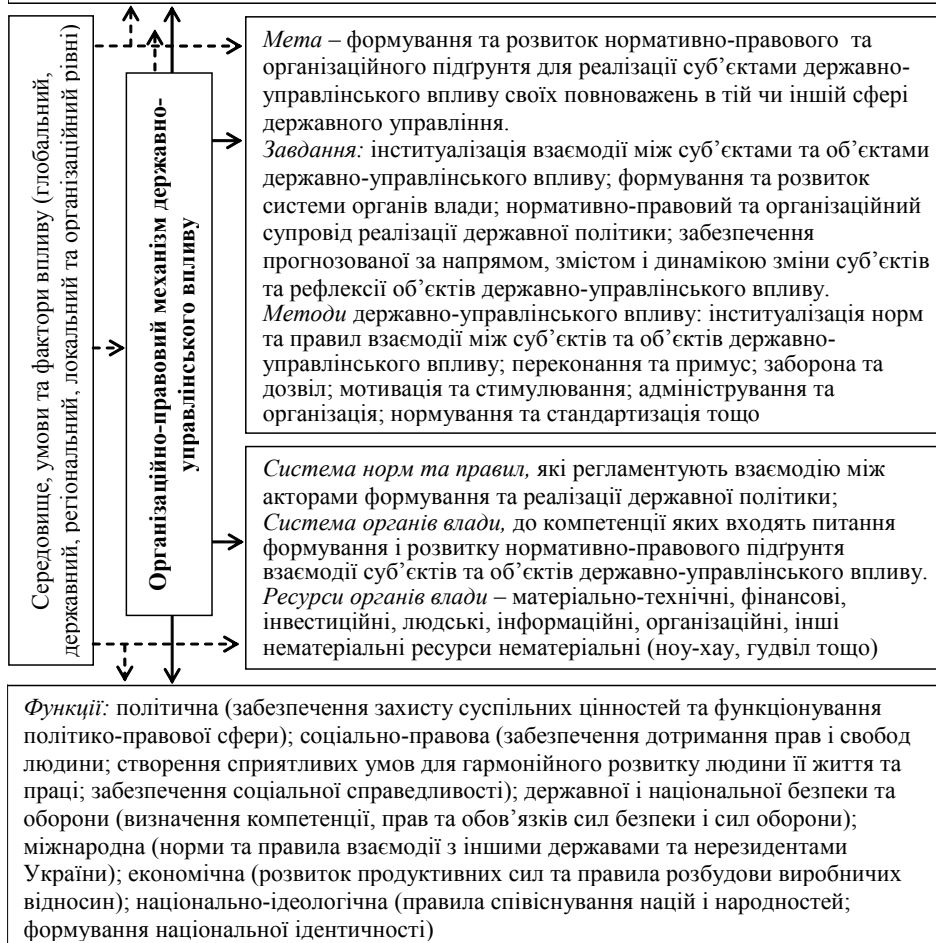 Середовище, умови та фактори впливу (глобальний,
державний, регіональний, локальний та організаційний рівні)
Організаційно-правовий механізм державно-
управлінського впливу
Мета – формування та розвиток нормативно-правового та
організаційного підґрунтя для реалізації суб’єктами державно-
управлінського впливу своїх повноважень в тій чи іншій сфері
державного управління.
Завдання: інституалізація взаємодії між суб’єктами та об’єктами
державно-управлінського впливу; формування та розвиток
системи органів влади; нормативно-правовий та організаційний
супровід реалізації державної політики; забезпечення
прогнозованої за напрямом, змістом і динамікою зміни суб’єктів
та рефлексії об’єктів державно-управлінського впливу.
Методи державно-управлінського впливу: інституалізація норм
та правил взаємодії між суб’єктів та об’єктів державно-
управлінського впливу; переконання та примус; заборона та
дозвіл; мотивація та стимулювання; адміністрування та
організація; нормування та стандартизація тощо
Система норм та правил, які регламентують взаємодію між
акторами формування та реалізації державної політики;
Система органів влади, до компетенції яких входять питання
формування і розвитку нормативно-правового підґрунтя
взаємодії суб’єктів та об’єктів державно-управлінського впливу.
Ресурси органів влади – матеріально-технічні, фінансові,
інвестиційні, людські, інформаційні, організаційні, інші
нематеріальні ресурси нематеріальні (ноу-хау, гудвіл тощо)
Функції: політична (забезпечення захисту суспільних цінностей та функціонування
політико-правової сфери); соціально-правова (забезпечення дотримання прав і свобод
людини; створення сприятливих умов для гармонійного розвитку людини її життя та
праці; забезпечення соціальної справедливості); державної і національної безпеки та
оборони (визначення компетенції, прав та обов’язків сил безпеки і сил оборони);
міжнародна (норми та правила взаємодії з іншими державами та нерезидентами
України); економічна (розвиток продуктивних сил та правила розбудови виробничих
відносин); національно-ідеологічна (правила співіснування націй і народностей;
формування національної ідентичності)